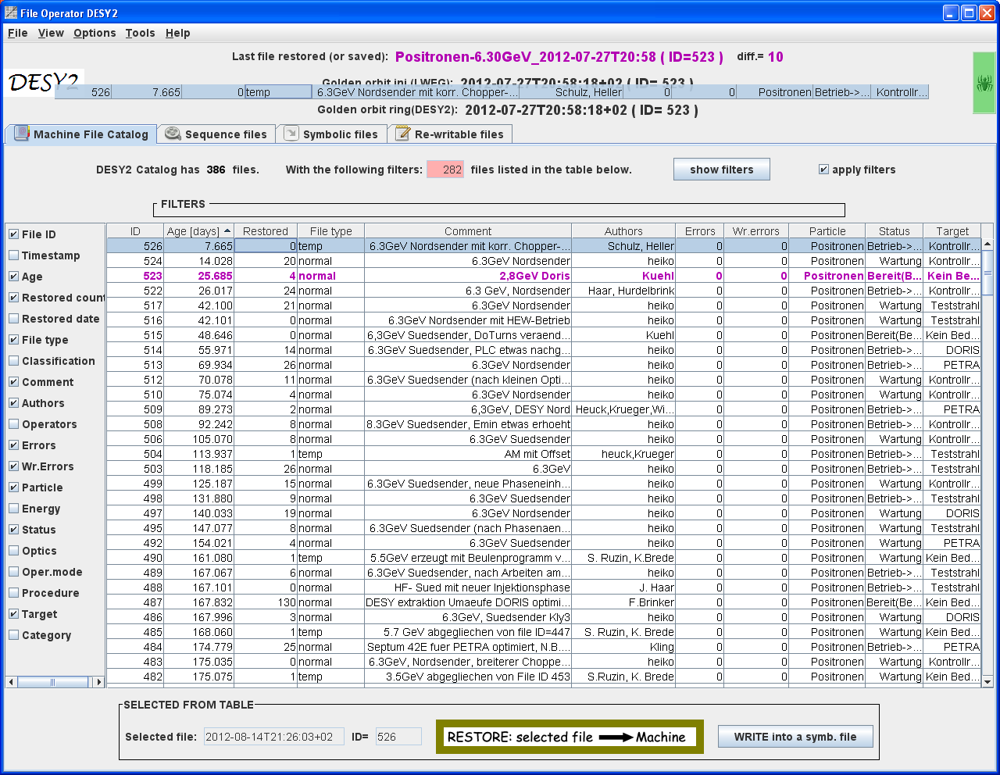 File Operator DESY2
File View Options Tools Help
Last file restored (or saved): Positronen-6.30GeV_2012-07-27T20:58 ( ID=523 ) diff.= 10
DESY2
Golden orbit inj.(LWEG): 2012-07-27T20:58:18+02 ( ID= 523 )
526 7.665 0 temp 6.3GeV Nordsender mit korr. Chopper-... Schulz, Heller 0 0 Positronen Betrieb->... Kontrollr...
Golden orbit ring(DESY2): 2012-07-27T20:58:18+02 ( ID= 523 )
Machine File Catalog Sequence files Symbolic files Re-writable files
DESY2 Catalog has 386 files. With the following filters: 282 files listed in the table below. show filters apply filters
FILTERS
File ID
Timestamp
Age
Restored count
Restored date
File type
Classification
Comment
Authors
Operators
Errors
Wr.Errors
Particle
Energy
Status
Optics
Oper.mode
Procedure
Target
Category
ID Age [days] Restored File type Comment Authors Errors Wr.errors Particle Status Target
526 7.665 0 temp 6.3GeV Nordsender mit korr. Chopper-... Schulz, Heller Positronen Betrieb->... Kontrollr...
524 14.028 20 normal 6.3GeV Nordsender heiko 0 0 Positronen Wartung Kontrollr...
523 25.685 4 normal 2,8GeV Doris Kuehl 0 0 Positronen Bereit(B... Kein Be...
522 26.017 24 normal 6.3 GeV, Nordsender Haar, Hurdelbrink 0 0 Positronen Betrieb->... Kontrollr...
517 42.100 21 normal 6.3GeV Nordsender heiko 0 0 Positronen Wartung Teststrahl
516 42.101 0 normal 6.3GeV Nordsender mit HEW-Betrieb heiko 0 0 Positronen Wartung Teststrahl
515 48.646 0 normal 6,3GeV Suedsender, DoTurns veraend... Kuehl 0 0 Positronen Bereit(Be... Kein Bed...
514 55.971 14 normal 6.3GeV Suedsender, PLC etwas nachg... heiko 0 0 Positronen Betrieb->... DORIS
513 69.934 26 normal 6.3GeV Nordsender heiko 0 0 Positronen Betrieb->... PETRA
512 70.078 11 normal 6.3GeV Suedsender (nach kleinen Opti... heiko 0 0 Positronen Wartung Kontrollr...
510 75.074 4 normal 6.3GeV Nordsender heiko 0 0 Positronen Wartung Kontrollr...
509 89.273 2 normal 6,3GeV, DESY Nord Heuck,Krueger,Wi... 0 0 Positronen Betrieb->... PETRA
508 92.242 8 normal 8.3GeV Suedsender, Emin etwas erhoeht heiko 0 0 Positronen Betrieb->... Kontrollr...
506 105.070 8 normal 6.3GeV Suedsender heiko 0 0 Positronen Wartung Kontrollr...
504 113.937 1 temp AM mit Offset heuck,Krueger 0 0 Positronen Betrieb->... Teststrahl
503 118.185 26 normal 6.3GeV heiko 0 0 Positronen Betrieb->... Teststrahl
499 125.187 15 normal 6.3GeV Suedsender, neue Phaseneinh... heiko 0 0 Positronen Wartung Kontrollr...
498 131.880 9 normal 6.3GeV Suedsender heiko 0 0 Positronen Betrieb->... Teststrahl
497 140.033 19 normal 6.3GeV Nordsender heiko 0 0 Positronen Wartung DORIS
495 147.077 8 normal 6.3GeV Suedsender (nach Phasenaen... heiko 0 0 Positronen Wartung Teststrahl
492 154.021 4 normal 6.3GeV Suedsender heiko 0 0 Positronen Wartung PETRA
490 161.080 1 temp 5.5GeV erzeugt mit Beulenprogramm v... S. Ruzin, K.Brede 0 0 Positronen Wartung Kein Bed...
489 167.067 6 normal 6.3GeV Suedsender, nach Arbeiten am... heiko 0 0 Positronen Betrieb->... Teststrahl
488 167.101 0 normal HF- Sued mit neuer Injektionsphase J. Haar 0 0 Positronen Betrieb->... Teststrahl
487 167.832 130 normal DESY extraktion Umaeufe DORIS optimi... F.Brinker 0 0 Positronen Bereit(Be... Kein Bed...
486 167.996 3 normal 6.3GeV, Suedsender Kly3 heiko 0 0 Positronen Wartung DORIS
485 168.060 1 temp 5.7 GeV abgegliechen von file ID=447 S. Ruzin, K. Brede 0 0 Positronen Wartung Kein Bed...
484 174.779 25 normal Septum 42E fuer PETRA optimiert, N.B.... Kling 0 0 Positronen Betrieb->... PETRA
483 175.035 0 normal 6.3GeV, Nordsender, breiterer Choppe... heiko 0 0 Positronen Wartung Kontrollr...
482 175.075 1 temp 3.5GeV abgegliechen von File ID 453 S.Ruzin, K. Brede 0 0 Positronen Wartung Kein Bed...
SELECTED FROM TABLE
Selected file: 2012-08-14T21:26:03+02 ID= 526 RESTORE: selected file Machine WRITE into a symb. file